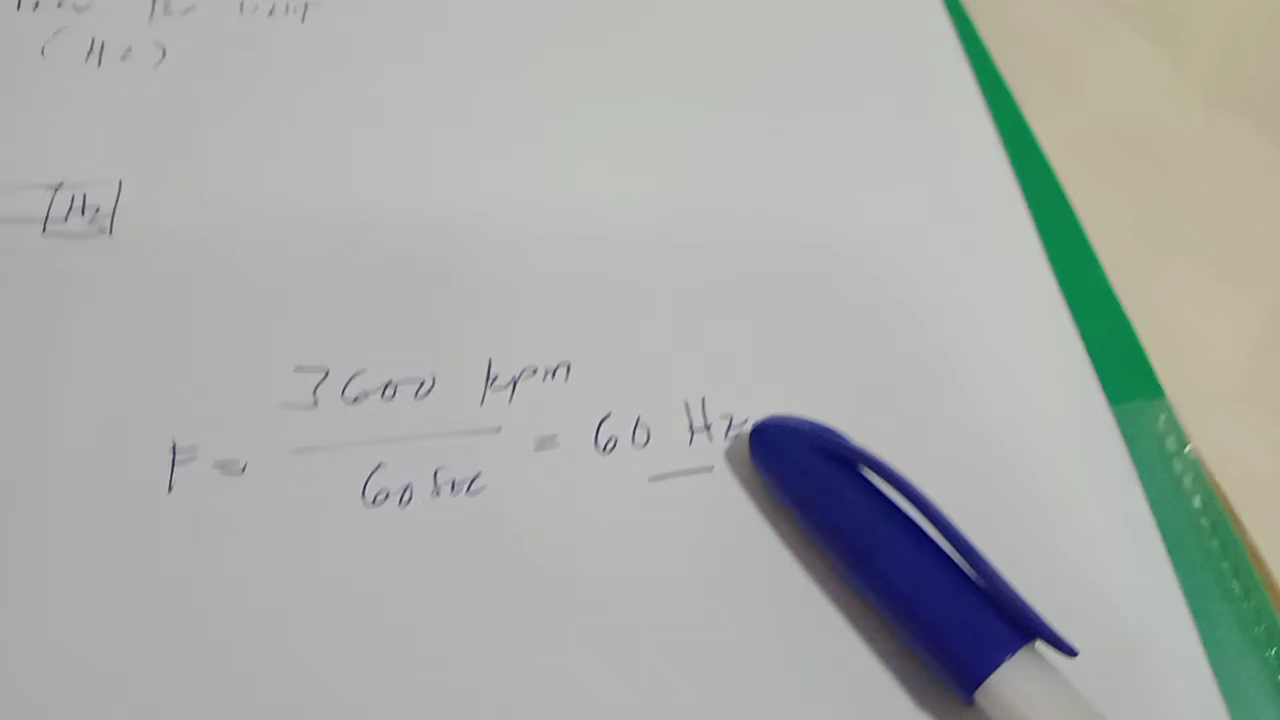 (Hz)
[Hz]
F = 3600 rpm / 60 sec = 60 Hz